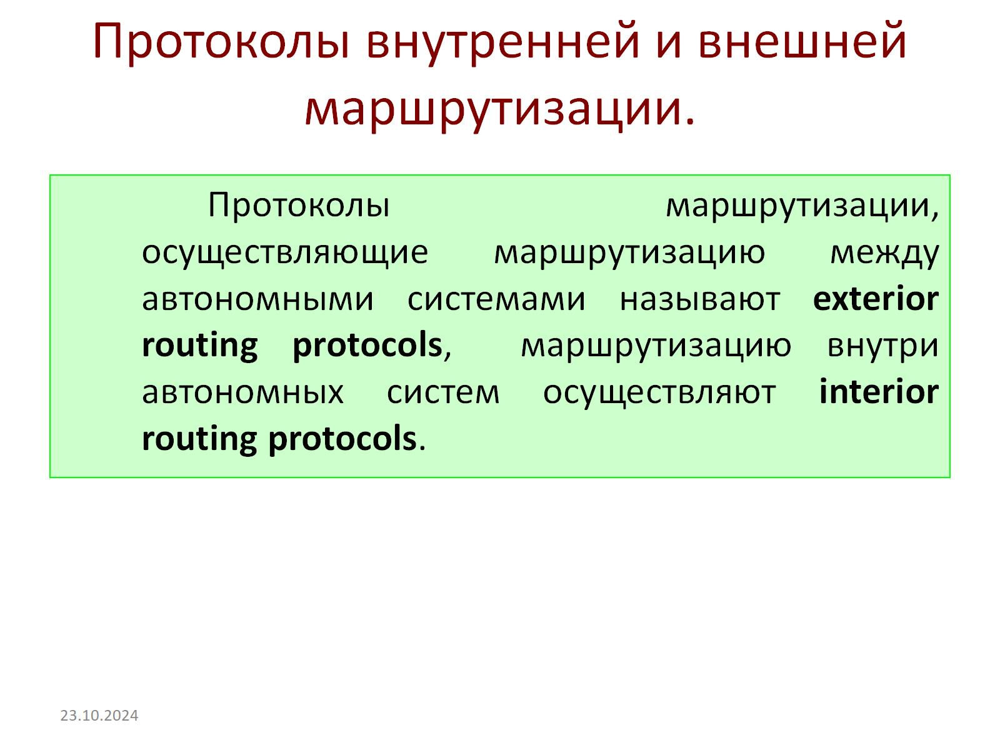 Протоколы внутренней и внешней
маршрутизации.
Протоколы маршрутизации,
осуществляющие маршрутизацию между
автономными системами называют exterior
routing protocols, маршрутизацию внутри
автономных систем осуществляют interior
routing protocols.
23.10.2024